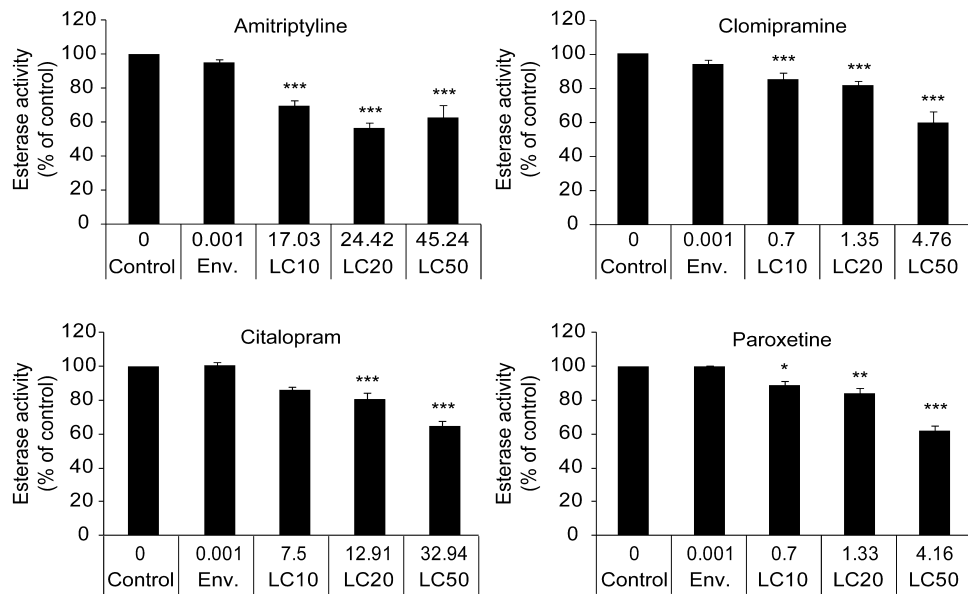 Amitriptyline
Esterase activity
(% of control)
120
100
80
60
40
20
0
***
***
***
0 0.001 17.03 24.42 45.24
Control Env. LC10 LC20 LC50
Clomipramine
Esterase activity
(% of control)
120
100
80
60
40
20
0
***
***
***
0 0.001 0.7 1.35 4.76
Control Env. LC10 LC20 LC50
Citalopram
Esterase activity
(% of control)
120
100
80
60
40
20
0
***
***
0 0.001 7.5 12.91 32.94
Control Env. LC10 LC20 LC50
Paroxetine
Esterase activity
(% of control)
120
100
80
60
40
20
0
*
**
***
0 0.001 0.7 1.33 4.16
Control Env. LC10 LC20 LC50